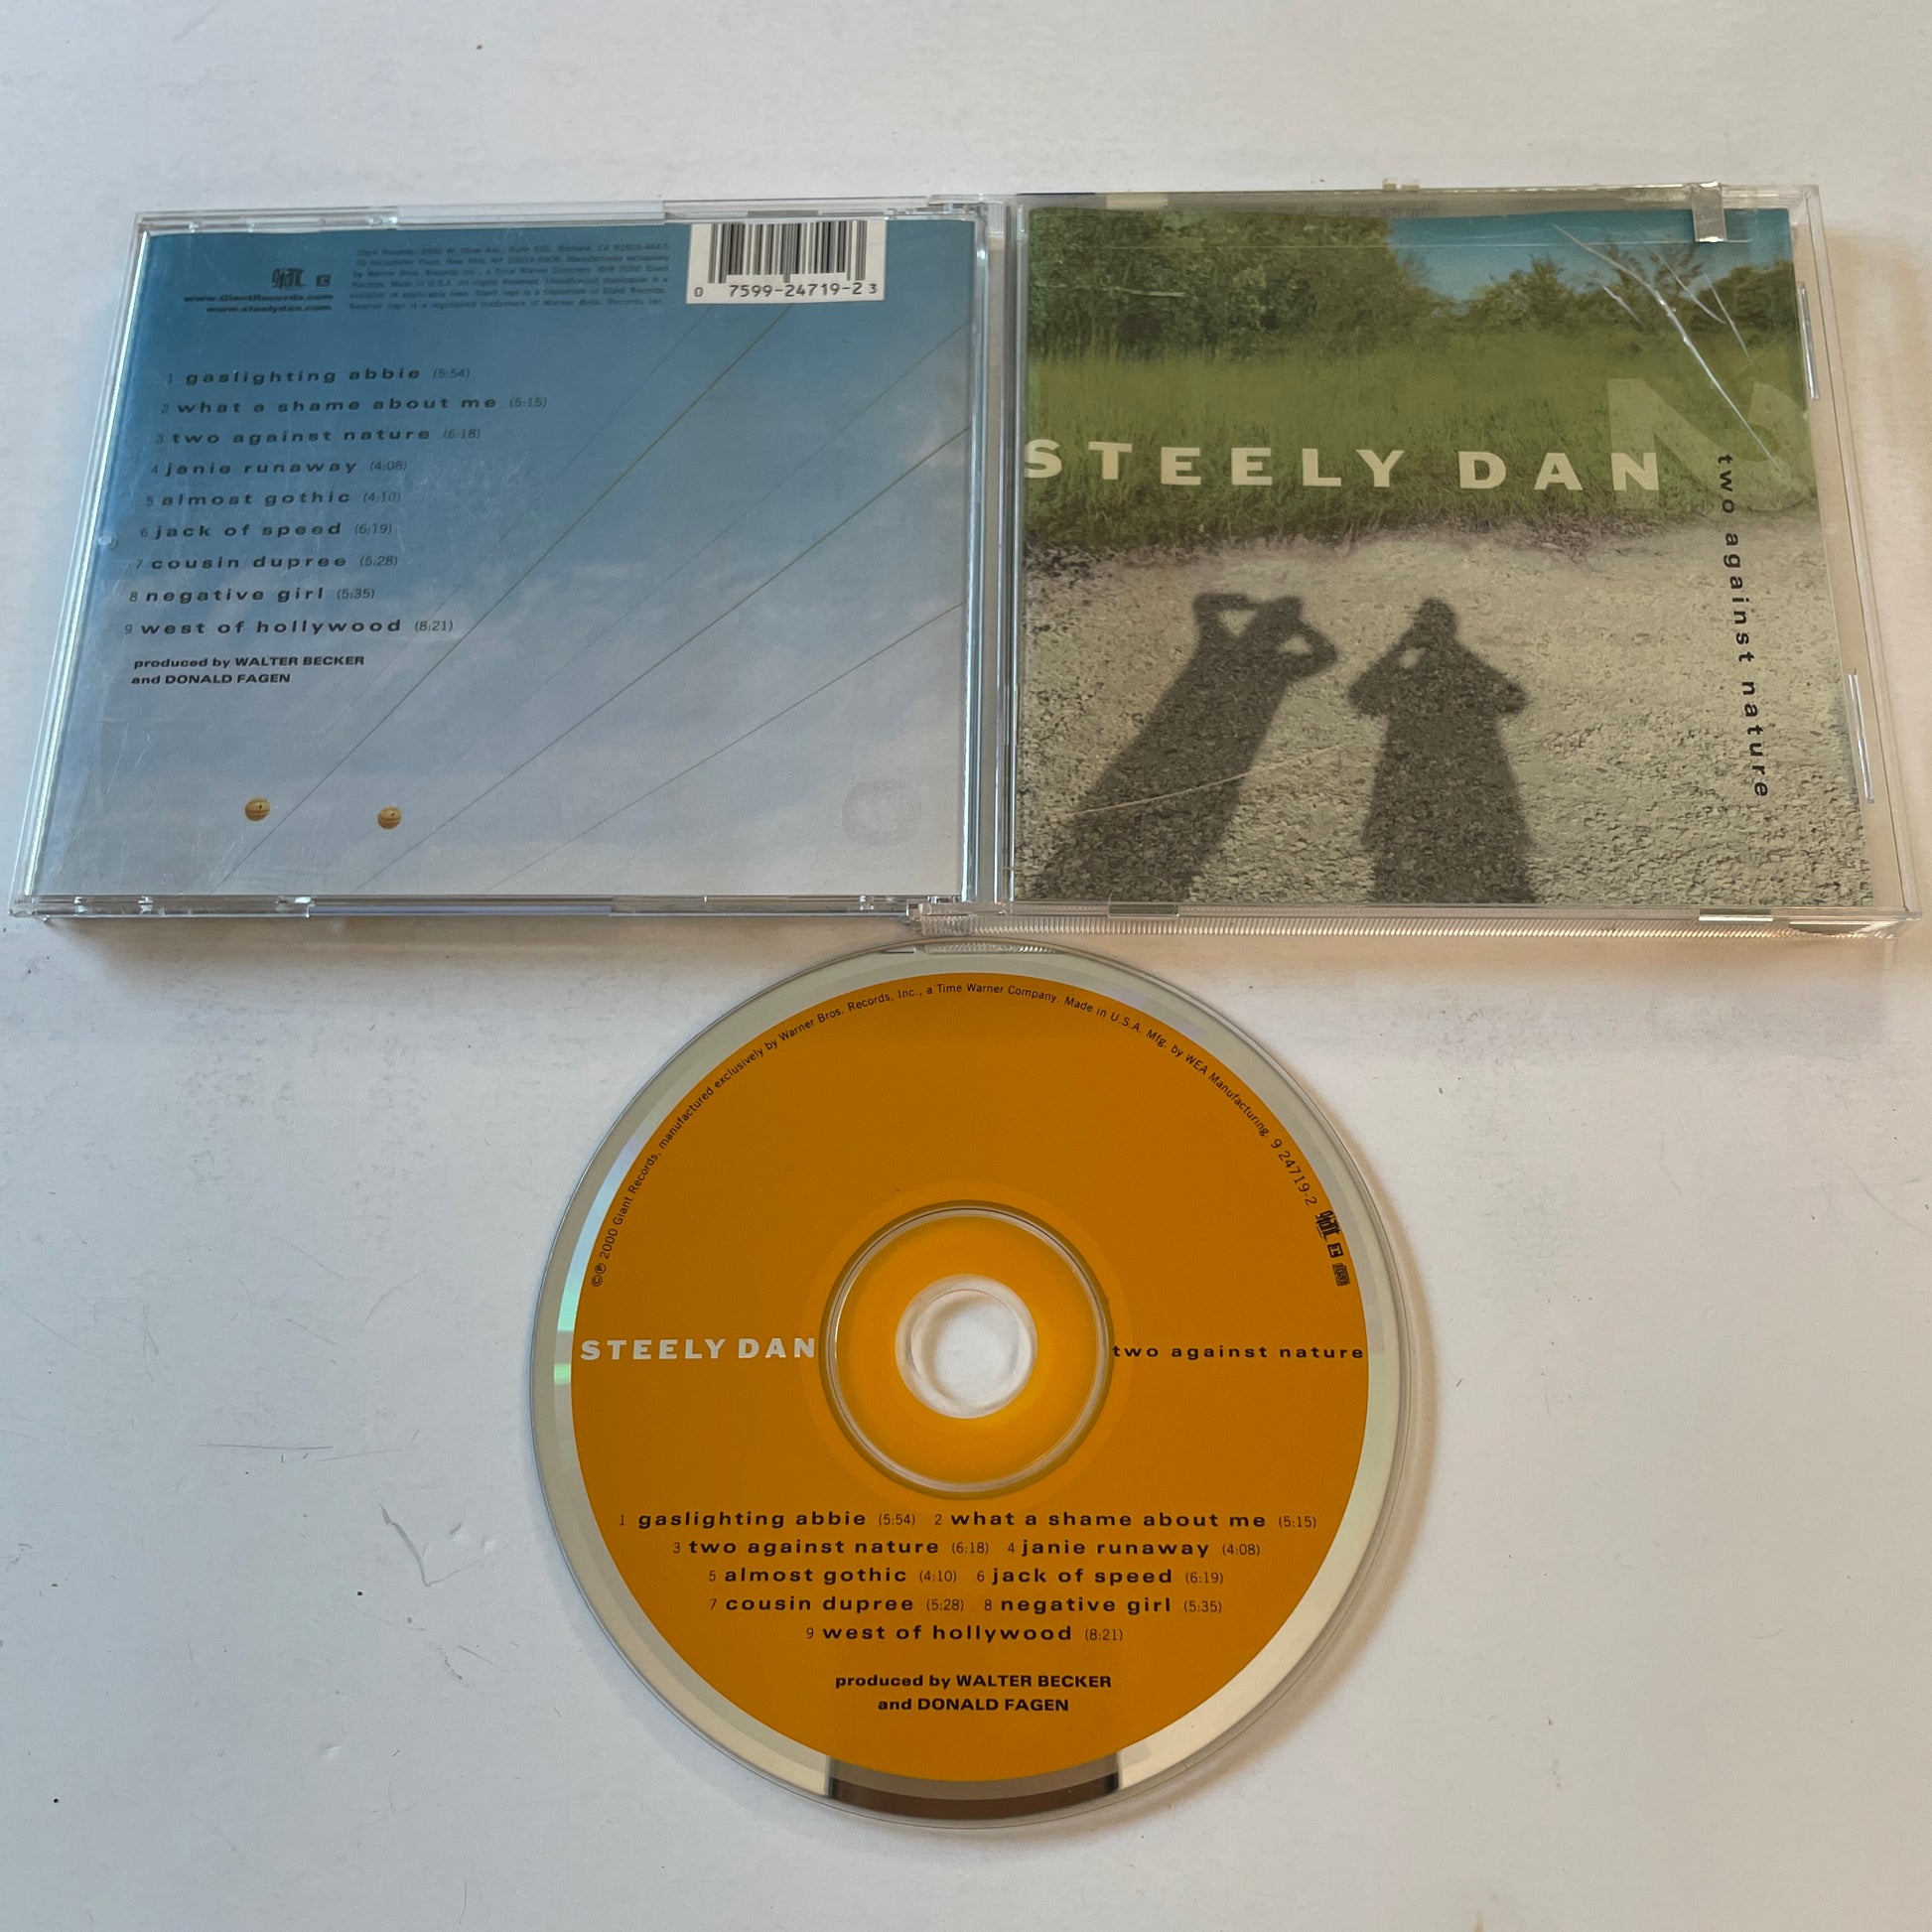 giant
www.GiantRecords.com
www.steelydan.com
0 7599-24719-2 3
1 gaslighting abbie (5:54)
2 what a shame about me (5:15)
3 two against nature (6:18)
4 janie runaway (4:08)
5 almost gothic (4:10)
6 jack of speed (6:19)
7 cousin dupree (5:28)
8 negative girl (5:35)
9 west of hollywood (8:21)
produced by WALTER BECKER
and DONALD FAGEN
STEELY DAN
two against nature
℗© 2000 Giant Records, manufactured exclusively by Warner Bros. Records, Inc., a Time Warner Company. Made in U.S.A. Mfg. by WEA Manufacturing. 9 24719-2 giant
STEELY DAN
two against nature
1 gaslighting abbie (5:54) 2 what a shame about me (5:15)
3 two against nature (6:18) 4 janie runaway (4:08)
5 almost gothic (4:10) 6 jack of speed (6:19)
7 cousin dupree (5:28) 8 negative girl (5:35)
9 west of hollywood (8:21)
produced by WALTER BECKER
and DONALD FAGEN